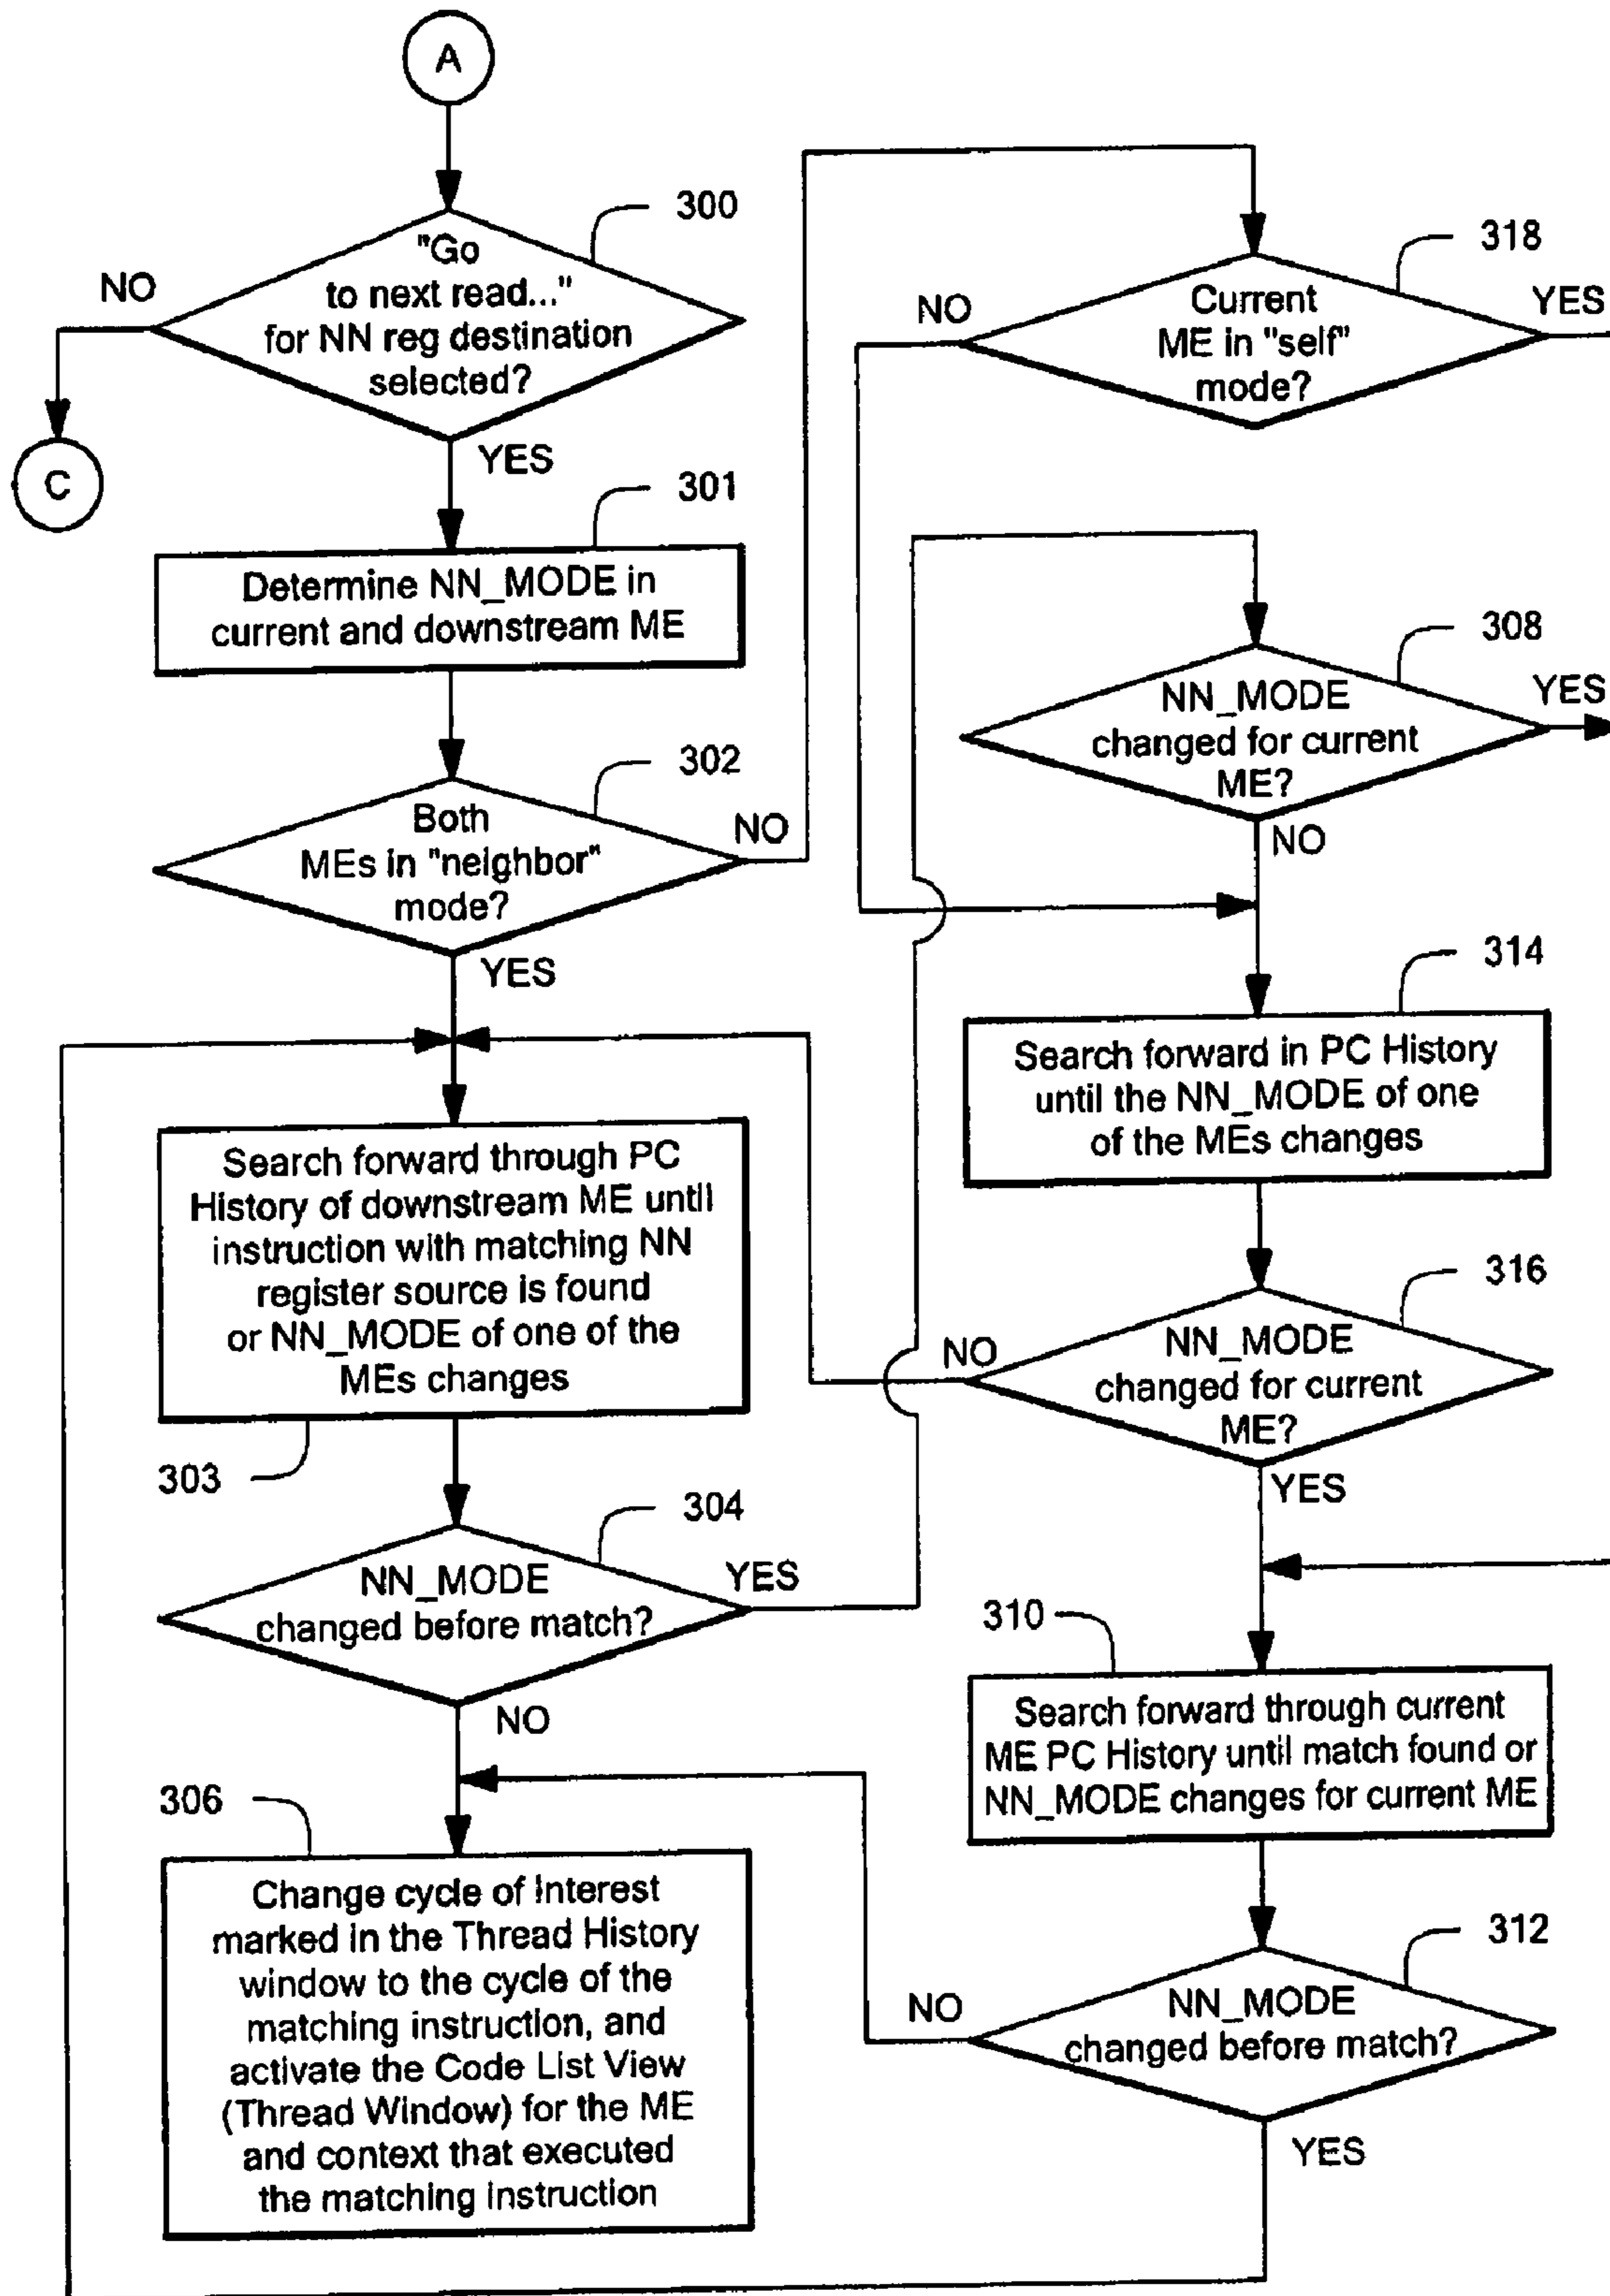 A
300
"Go
to next read..."
for NN reg destination
selected?
NO
YES
C
301
Determine NN_MODE in
current and downstream ME
302
Both
MEs in "neighbor"
mode?
NO
YES
Search forward through PC
History of downstream ME until
instruction with matching NN
register source is found
or NN_MODE of one of the
MEs changes
303
304
NN_MODE
changed before match?
YES
NO
306
Change cycle of Interest
marked in the Thread History
window to the cycle of the
matching instruction, and
activate the Code List View
(Thread Window) for the ME
and context that executed
the matching Instruction
318
Current
ME in "self"
mode?
NO
YES
308
NN_MODE
changed for current
ME?
YES
NO
314
Search forward in PC History
until the NN_MODE of one
of the MEs changes
316
NN_MODE
changed for current
ME?
NO
YES
310
Search forward through current
ME PC History until match found or
NN_MODE changes for current ME
312
NN_MODE
changed before match?
NO
YES